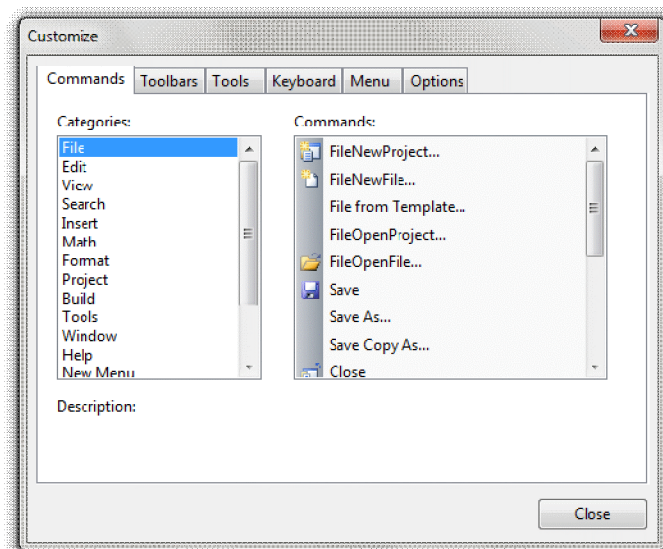 Customize
Commands Toolbars Tools Keyboard Menu Options
Categories:
File
Edit
View
Search
Insert
Math
Format
Project
Build
Tools
Window
Help
New Menu
Commands:
FileNewProject...
FileNewFile...
File from Template...
FileOpenProject...
FileOpenFile...
Save
Save As...
Save Copy As...
Close
Description:
Close